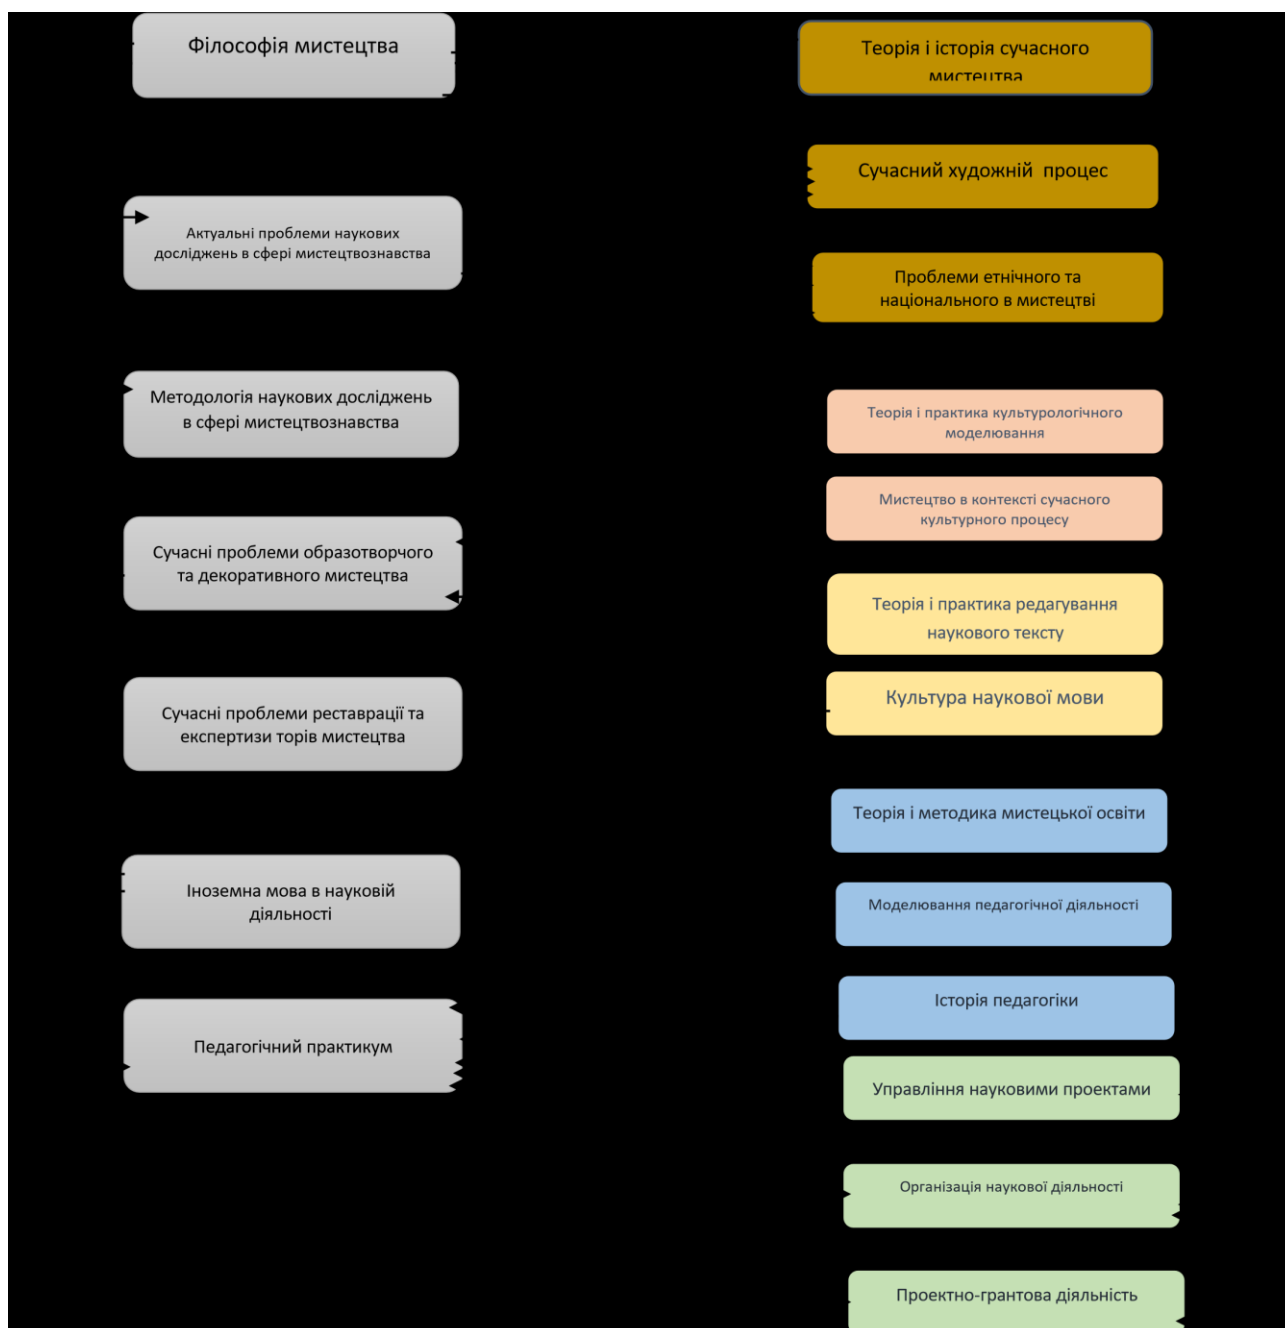 Філософія мистецтва
Актуальні проблеми наукових
досліджень в сфері мистецтвознавства
Методологія наукових досліджень
в сфері мистецтвознавства
Сучасні проблеми образотворчого
та декоративного мистецтва
Сучасні проблеми реставрації та
експертизи торів мистецтва
Іноземна мова в науковій
діяльності
Педагогічний практикум
Теорія і історія сучасного
мистецтва
Сучасний художній процес
Проблеми етнічного та
національного в мистецтві
Теорія і практика культурологічного
моделювання
Мистецтво в контексті сучасного
культурного процесу
Теорія і практика редагування
наукового тексту
Культура наукової мови
Теорія і методика мистецької освіти
Моделювання педагогічної діяльності
Історія педагогіки
Управління науковими проектами
Організація наукової діяльності
Проектно-грантова діяльність